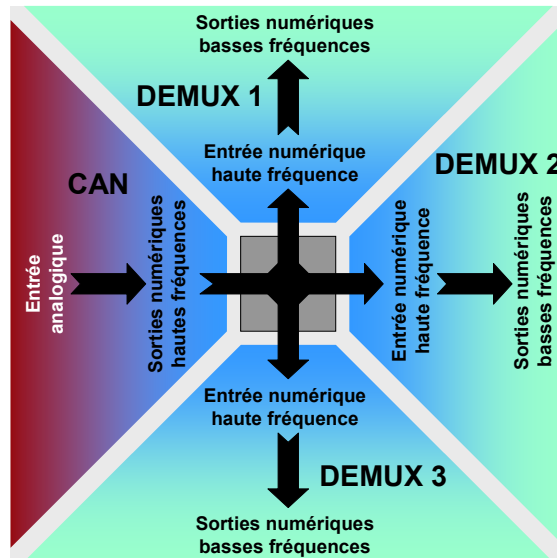 Sorties numériques
basses fréquences
DEMUX 1
Entrée numérique
haute fréquence
CAN
Entrée
analogique
Sorties numériques
hautes fréquences
DEMUX 2
Entrée numérique
haute fréquence
Sorties numériques
basses fréquences
Entrée numérique
haute fréquence
DEMUX 3
Sorties numériques
basses fréquences